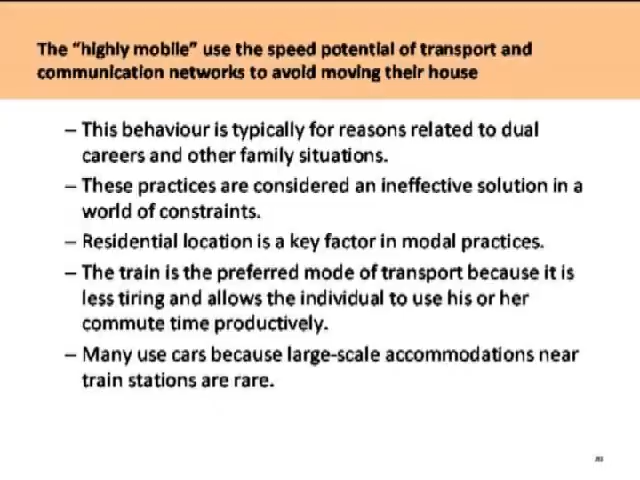 The “highly mobile” use the speed potential of transport and
communication networks to avoid moving their house
– This behaviour is typically for reasons related to dual
careers and other family situations.
– These practices are considered an ineffective solution in a
world of constraints.
– Residential location is a key factor in modal practices.
– The train is the preferred mode of transport because it is
less tiring and allows the individual to use his or her
commute time productively.
– Many use cars because large-scale accommodations near
train stations are rare.